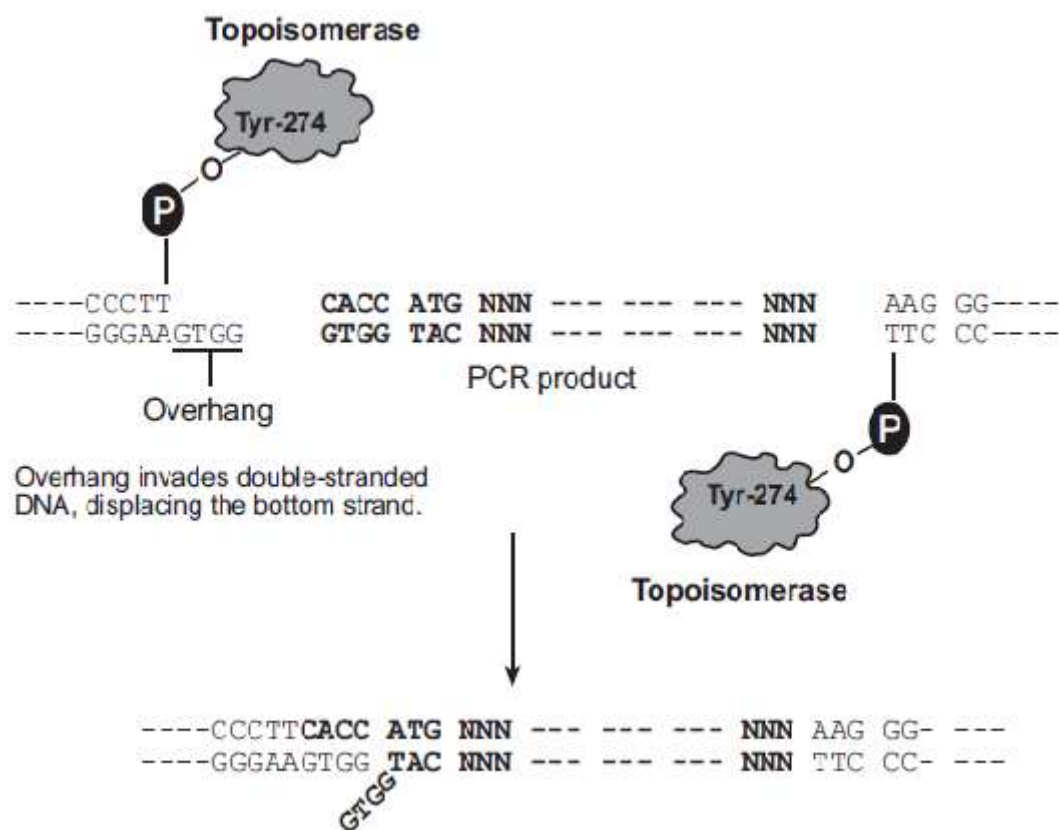 Topoisomerase
Tyr-274
O
P
----CCCTT CACC ATG NNN --- --- --- NNN AAG GG----
----GGGAAGTGG GTGG TAC NNN --- --- --- NNN TTC CC----
PCR product
Overhang
P
O
Overhang invades double-stranded
DNA, displacing the bottom strand.
Tyr-274
Topoisomerase
----CCCTTCACC ATG NNN --- --- --- NNN AAG GG- ---
----GGGAAGTGG TAC NNN --- --- --- NNN TTC CC- ---
GTGG